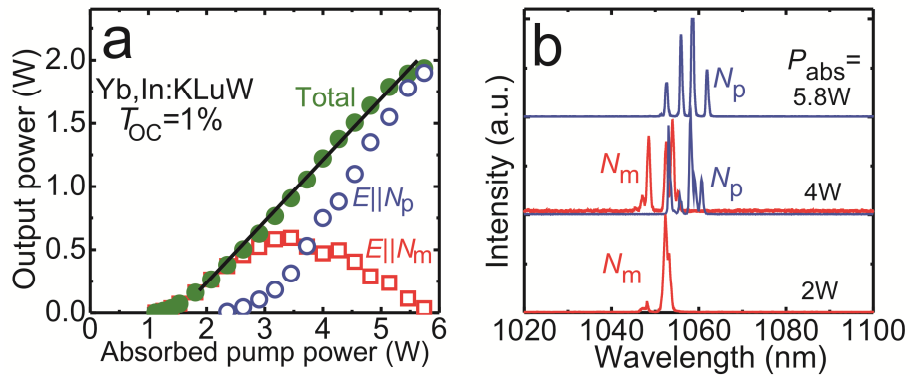 a
Output power (W)
2.0
1.5
1.0
0.5
0.0
Yb,In:KLuW
T_OC=1%
Total
E||N_p
E||N_m
0 1 2 3 4 5 6
Absorbed pump power (W)
b
Intensity (a.u.)
P_abs=
5.8W
N_p
N_m
N_p
4W
N_m
2W
1020 1040 1060 1080 1100
Wavelength (nm)